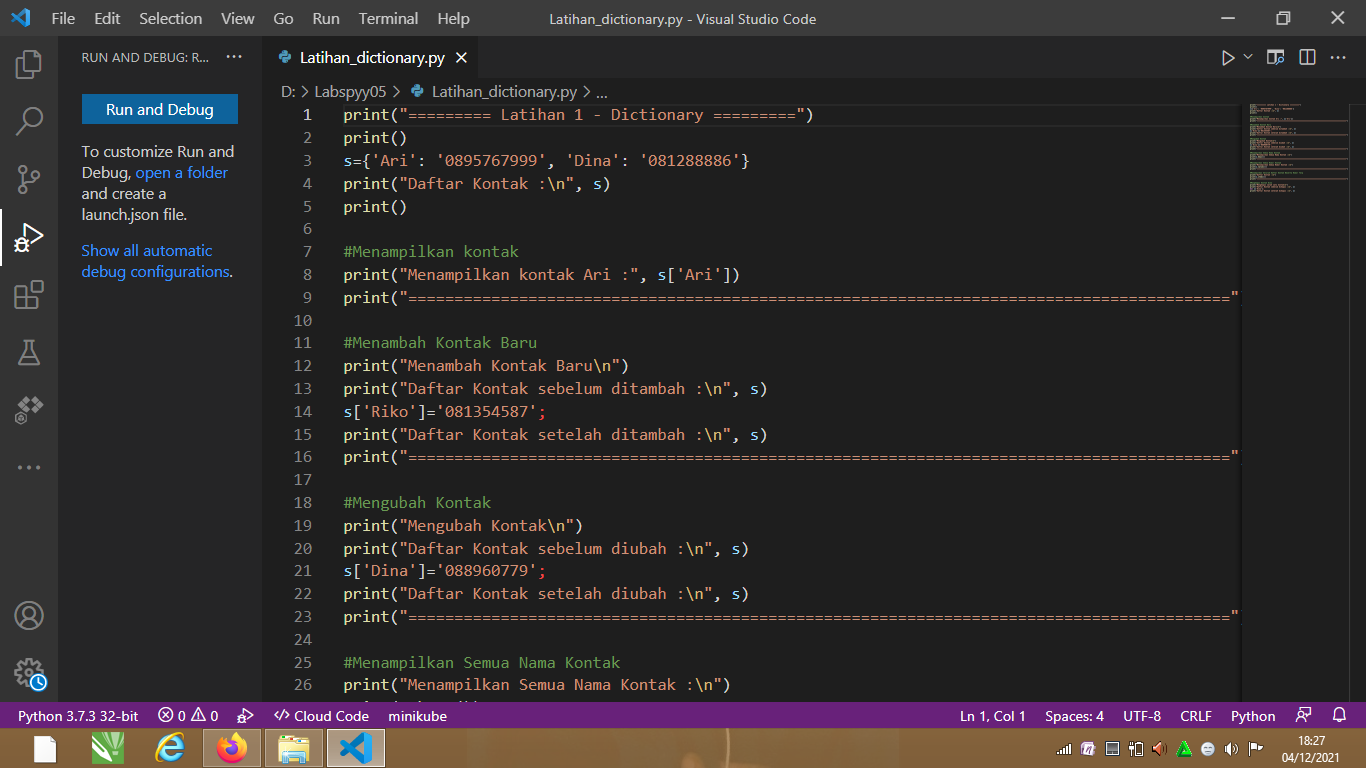 File Edit Selection View Go Run Terminal Help Latihan_dictionary.py - Visual Studio Code
RUN AND DEBUG: R... ···
Run and Debug
To customize Run and
Debug, open a folder
and create a
launch.json file.
Show all automatic
debug configurations.
Latihan_dictionary.py
D: > Labspyy05 > Latihan_dictionary.py > ...
1 print("========= Latihan 1 - Dictionary =========")
2 print()
3 s={'Ari': '0895767999', 'Dina': '081288886'}
4 print("Daftar Kontak :\n", s)
5 print()
6
7 #Menampilkan kontak
8 print("Menampilkan kontak Ari :", s['Ari'])
9 print("=========================================================================================="
10
11 #Menambah Kontak Baru
12 print("Menambah Kontak Baru\n")
13 print("Daftar Kontak sebelum ditambah :\n", s)
14 s['Riko']='081354587';
15 print("Daftar Kontak setelah ditambah :\n", s)
16 print("=========================================================================================="
17
18 #Mengubah Kontak
19 print("Mengubah Kontak\n")
20 print("Daftar Kontak sebelum diubah :\n", s)
21 s['Dina']='088960779';
22 print("Daftar Kontak setelah diubah :\n", s)
23 print("=========================================================================================="
24
25 #Menampilkan Semua Nama Kontak
26 print("Menampilkan Semua Nama Kontak :\n")
Python 3.7.3 32-bit 0 0 Cloud Code minikube Ln 1, Col 1 Spaces: 4 UTF-8 CRLF Python
18:27
04/12/2021